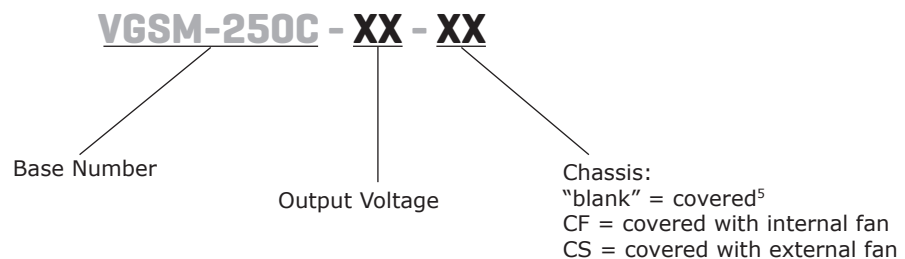 VGSM-250C - XX - XX
Base Number
Output Voltage
Chassis:
“blank” = covered⁵
CF = covered with internal fan
CS = covered with external fan